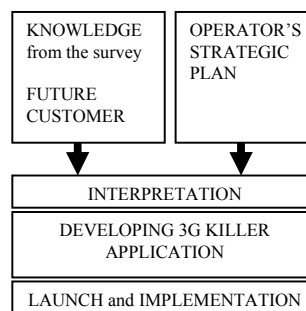 KNOWLEDGE
from the survey
FUTURE
CUSTOMER
OPERATOR'S
STRATEGIC
PLAN
INTERPRETATION
DEVELOPING 3G KILLER
APPLICATION
LAUNCH and IMPLEMENTATION